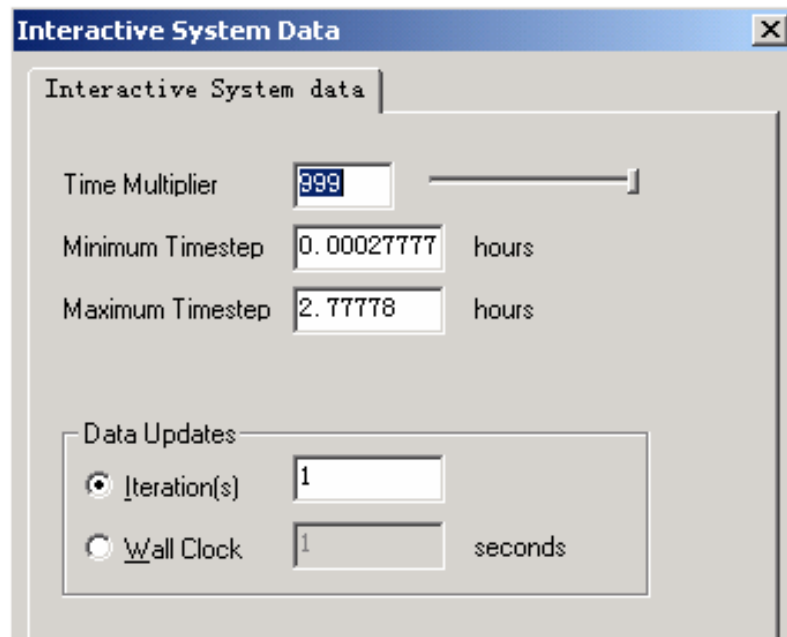 Interactive System Data
Interactive System data
Time Multiplier 999
Minimum Timestep 0.00027777 hours
Maximum Timestep 2.77778 hours
Data Updates
Iteration(s) 1
Wall Clock 1 seconds